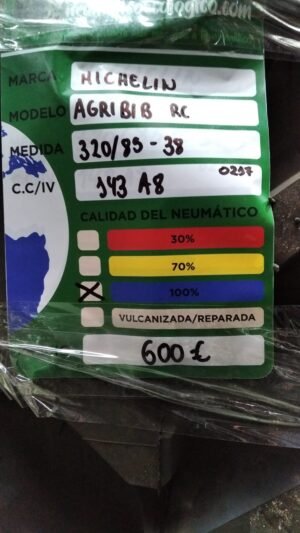 MARCA MICHELIN
MODELO AGRIBIB RC
MEDIDA 320/85-38
0297
C.C/IV 143 A8
CALIDAD DEL NEUMÁTICO
30%
70%
X 100%
VULCANIZADA/REPARADA
600£